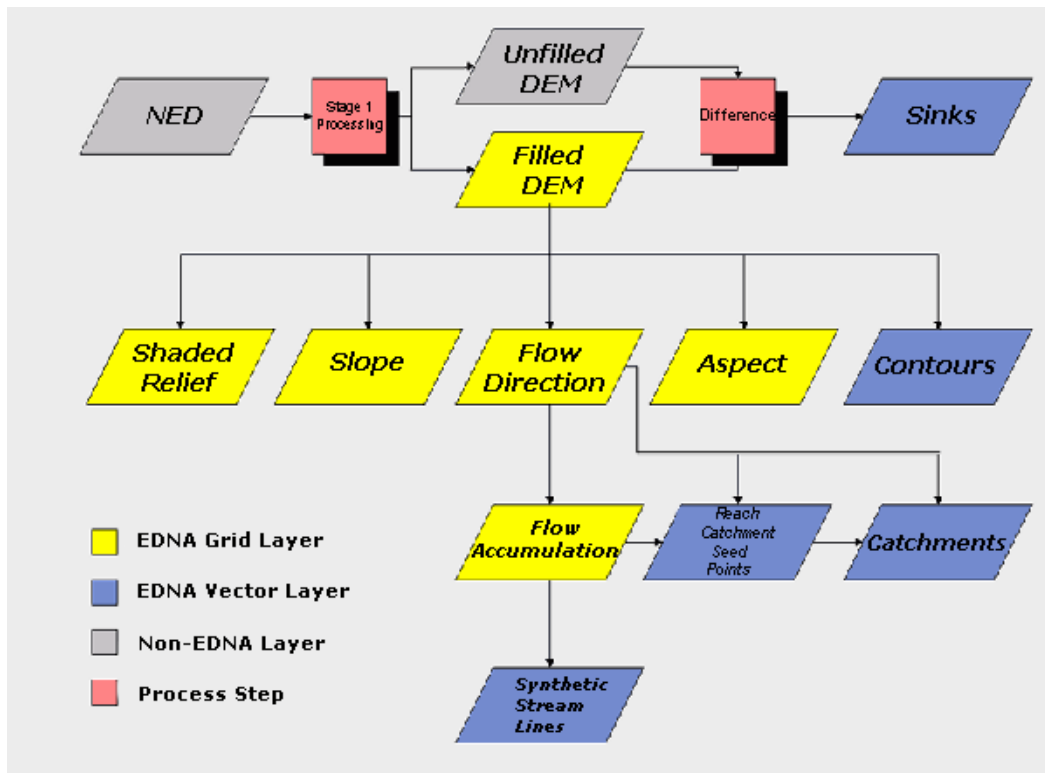 NED
Stage 1
Processing
Unfilled
DEM
Filled
DEM
Difference
Sinks
Shaded
Relief
Slope
Flow
Direction
Aspect
Contours
Flow
Accumulation
Reach
Catchment
Seed
Points
Catchments
Synthetic
Stream
Lines
EDNA Grid Layer
EDNA Vector Layer
Non-EDNA Layer
Process Step